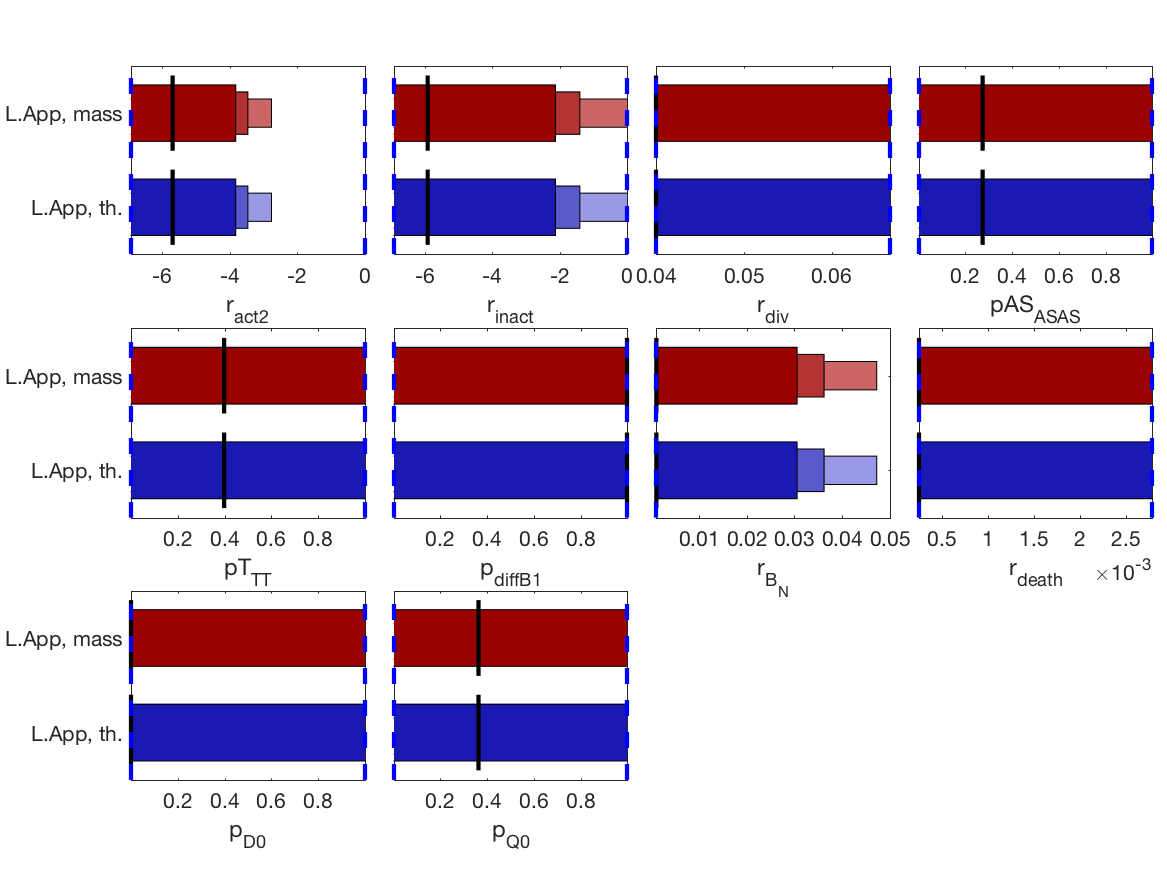 L.App, mass
L.App, th.
-6 -4 -2 0
r_act2
-6 -4 -2 0
r_inact
0.04 0.05 0.06
r_div
0.2 0.4 0.6 0.8
pAS_ASAS
L.App, mass
L.App, th.
0.2 0.4 0.6 0.8
pT_TT
0.2 0.4 0.6 0.8
p_diffB1
0.01 0.02 0.03 0.04 0.05
r_B_N
0.5 1 1.5 2 2.5
×10^-3
r_death
L.App, mass
L.App, th.
0.2 0.4 0.6 0.8
p_D0
0.2 0.4 0.6 0.8
p_Q0